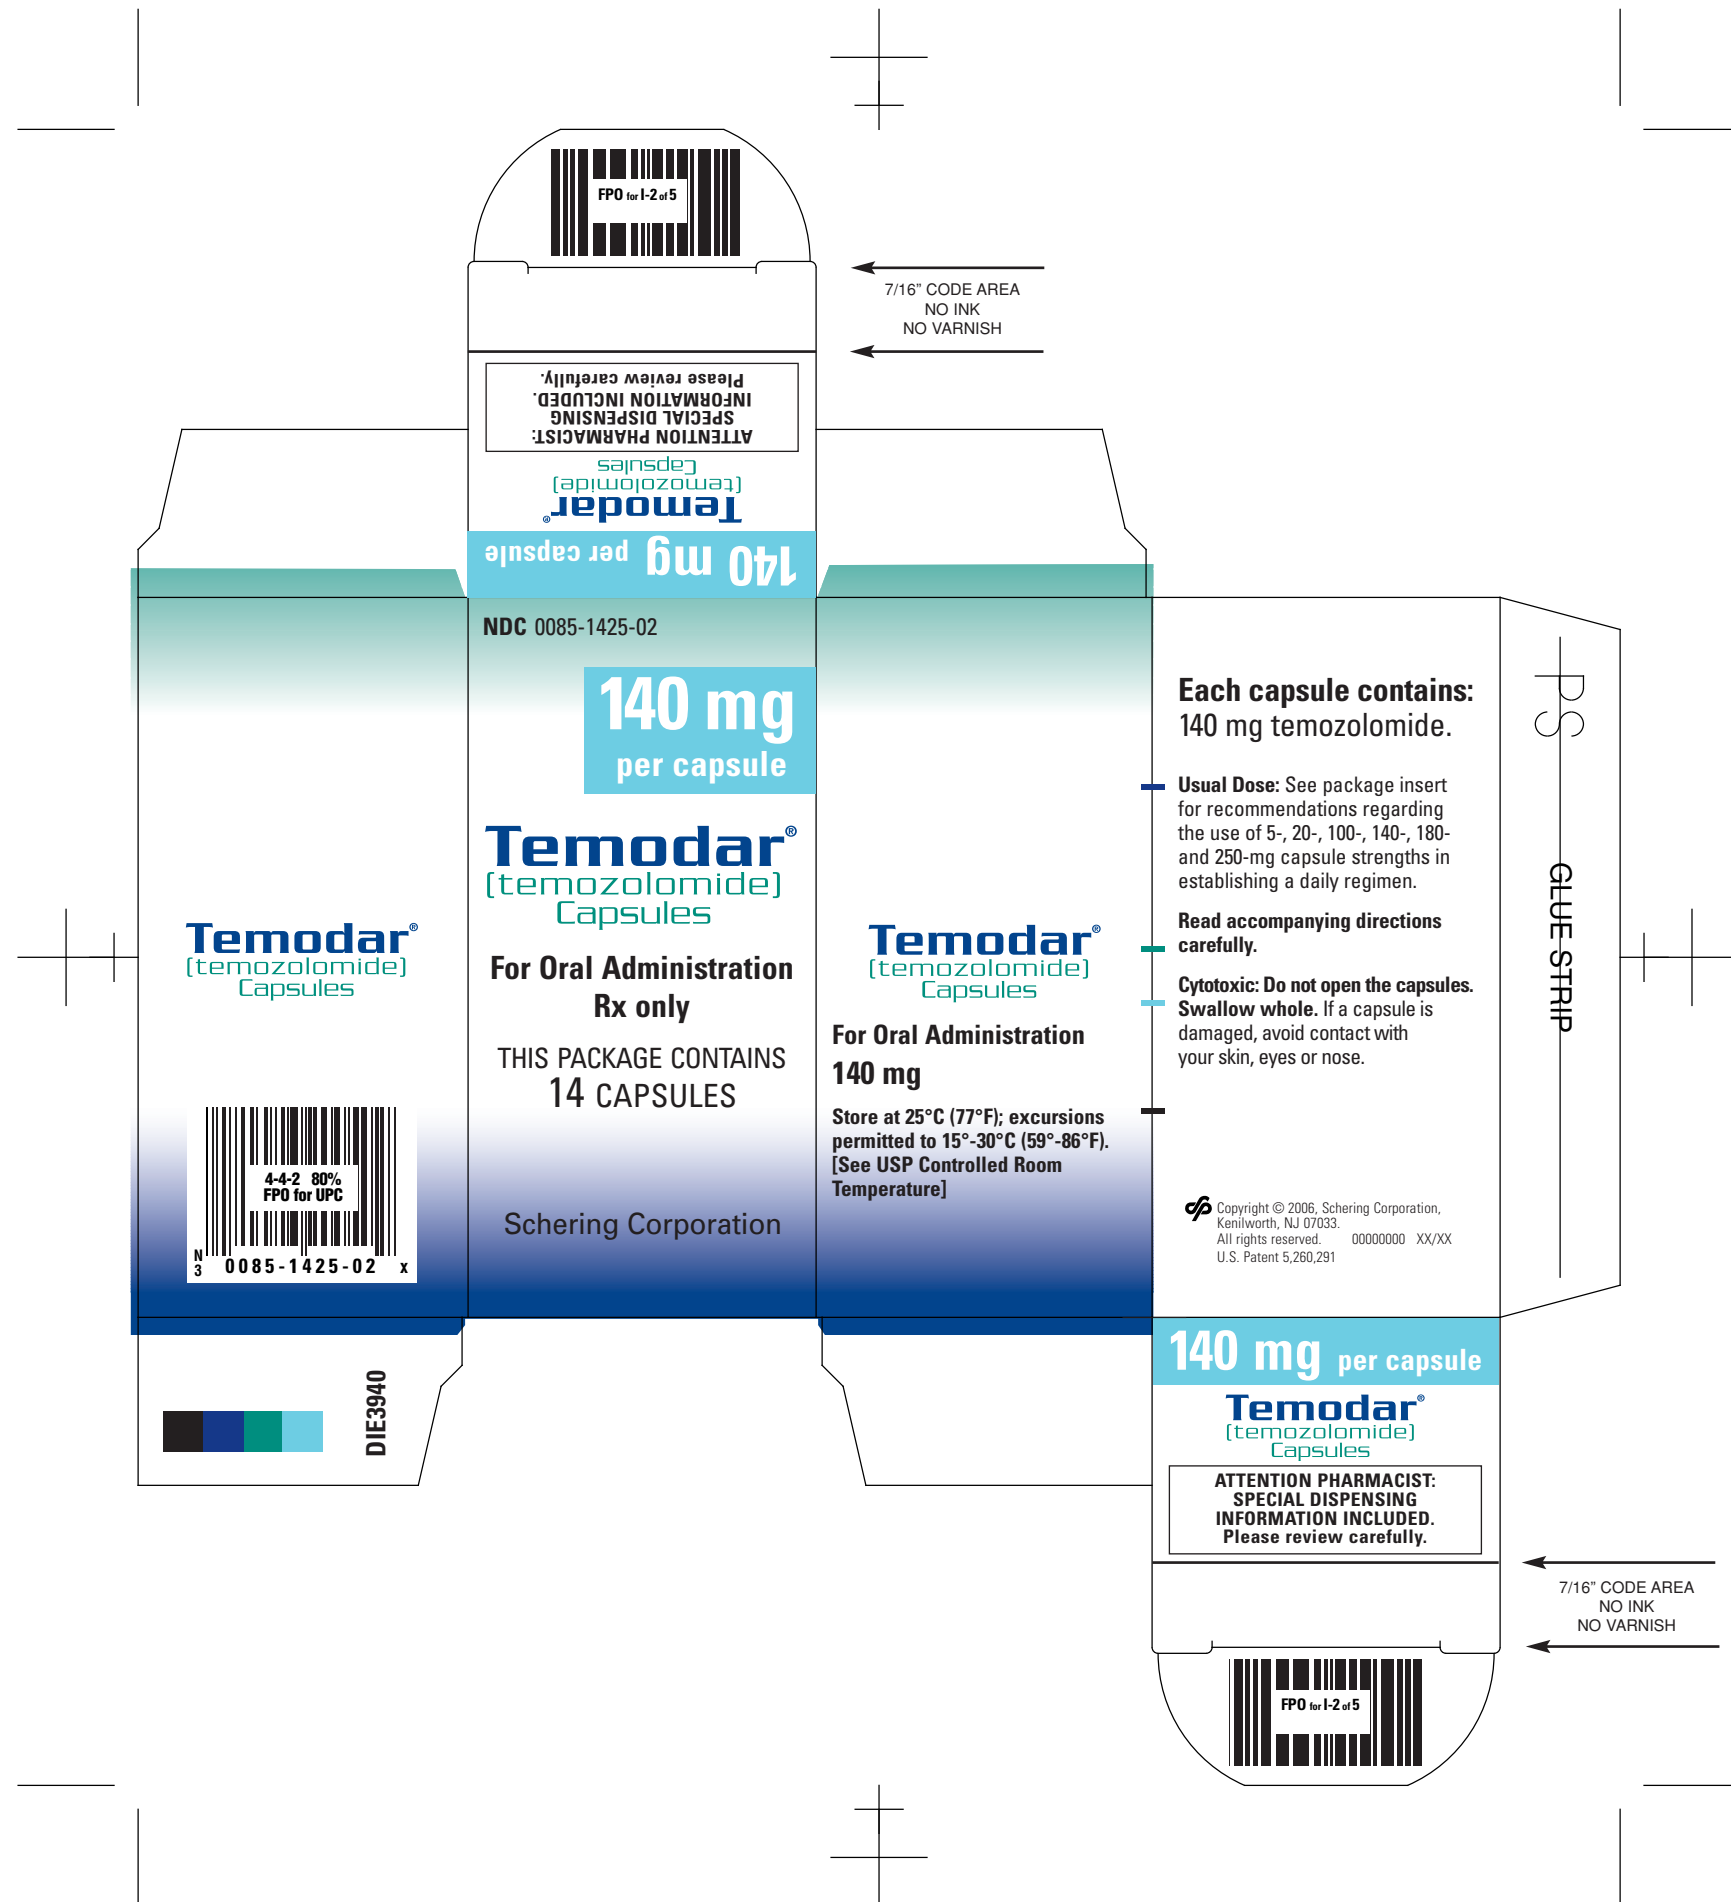 FPO for I-2 of 5
7/16” CODE AREA
NO INK
NO VARNISH
ATTENTION PHARMACIST:
SPECIAL DISPENSING
INFORMATION INCLUDED.
Please review carefully.
Temodar®
(temozolomide)
Capsules
140 mg per capsule
Temodar®
(temozolomide)
Capsules
4-4-2 80%
FPO for UPC
N
3
0085-1425-02 x
DIE3940
NDC 0085-1425-02
140 mg
per capsule
Temodar®
(temozolomide)
Capsules
For Oral Administration
Rx only
THIS PACKAGE CONTAINS
14 CAPSULES
Schering Corporation
Temodar®
(temozolomide)
Capsules
For Oral Administration
140 mg
Store at 25°C (77°F); excursions
permitted to 15°-30°C (59°-86°F).
[See USP Controlled Room
Temperature]
Each capsule contains:
140 mg temozolomide.
Usual Dose: See package insert
for recommendations regarding
the use of 5-, 20-, 100-, 140-, 180-
and 250-mg capsule strengths in
establishing a daily regimen.
Read accompanying directions
carefully.
Cytotoxic: Do not open the capsules.
Swallow whole. If a capsule is
damaged, avoid contact with
your skin, eyes or nose.
Copyright © 2006, Schering Corporation,
Kenilworth, NJ 07033.
All rights reserved. 00000000 XX/XX
U.S. Patent 5,260,291
PS
GLUE STRIP
140 mg per capsule
Temodar®
(temozolomide)
Capsules
ATTENTION PHARMACIST:
SPECIAL DISPENSING
INFORMATION INCLUDED.
Please review carefully.
7/16” CODE AREA
NO INK
NO VARNISH
FPO for I-2 of 5